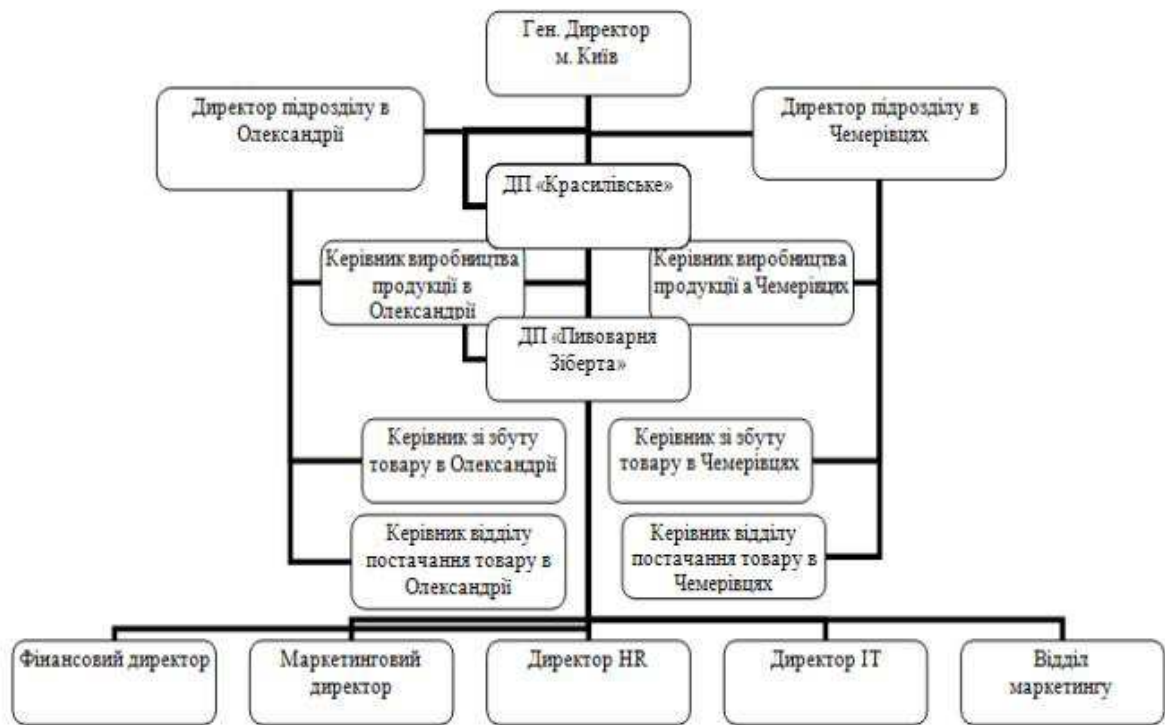 Ген. Директор
м. Київ
Директор підрозділу в
Олександрії
Директор підрозділу в
Чемерівцях
ДП «Красилівське»
Керівник виробництва
продукції в
Олександрії
Керівник виробництва
продукції а Чемерівцях
ДП «Пивоварня
Зіберта»
Керівник зі збуту
товару в Олександрії
Керівник зі збуту
товару в Чемерівцях
Керівник відділу
постачання товару в
Олександрії
Керівник відділу
постачання товару в
Чемерівцях
Фінансовий директор
Маркетинговий
директор
Директор HR
Директор IT
Відділ
маркетингу